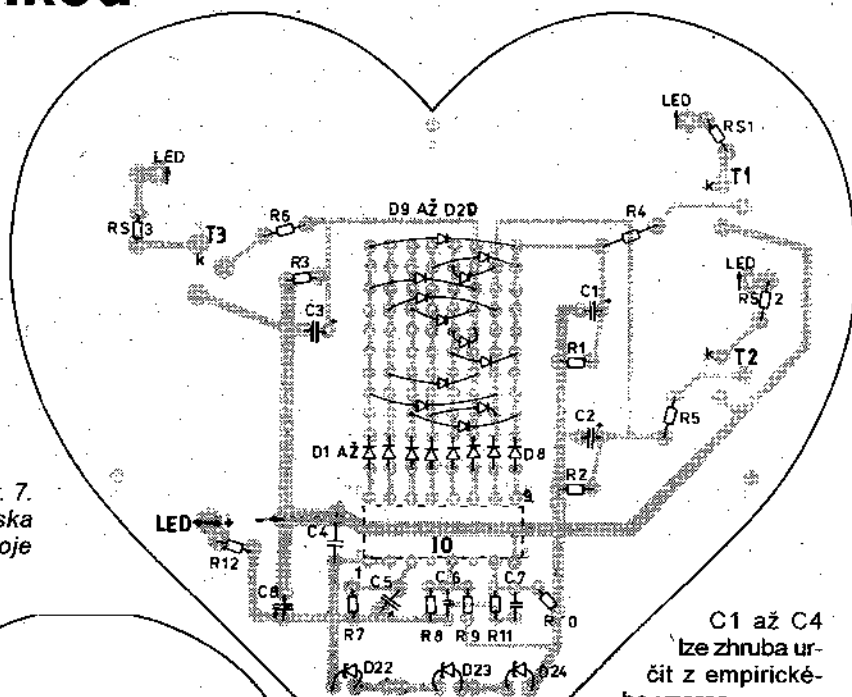 LED
RS1
T1
k
LED
RS 3
T3
k
R6
D9 AŽ D20
R4
R3
C3
C1
LED
RS 2
R1
k
T2
C2
R5
D1 AŽ
D8
R2
. 7.
ska
oje
LED
+
C4
9
IO
R12
1
C8
C5
C6
C7
R7
R8
R9
R11
R10
D22
D23
D24
C1 až C4
lze zhruba ur-
čit z empirické-